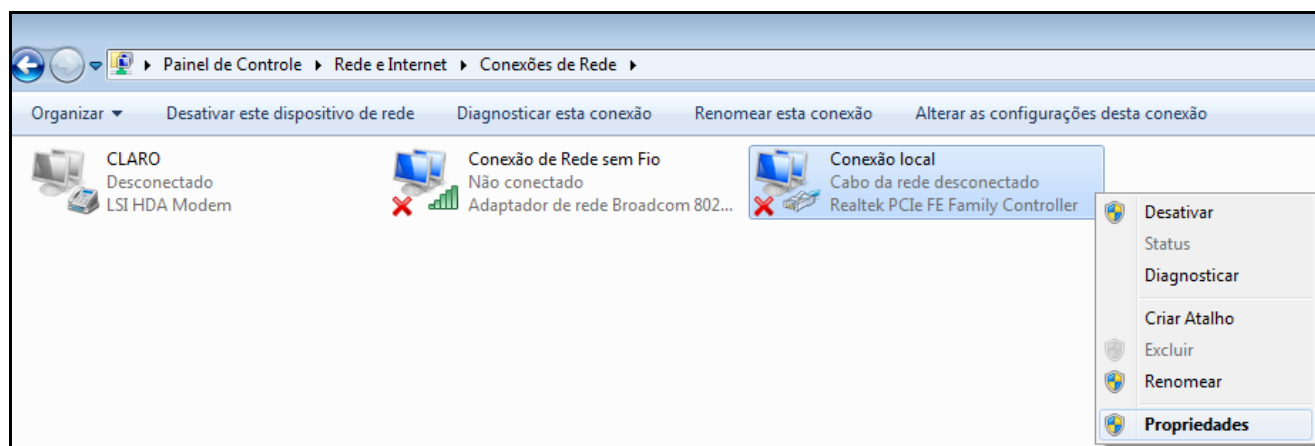 Painel de Controle Rede e Internet Conexões de Rede
Organizar Desativar este dispositivo de rede Diagnosticar esta conexão Renomear esta conexão Alterar as configurações desta conexão
CLARO
Desconectado
LSI HDA Modem
Conexão de Rede sem Fio
Não conectado
Adaptador de rede Broadcom 802...
Conexão local
Cabo da rede desconectado
Realtek PCIe FE Family Controller
Desativar
Status
Diagnosticar
Criar Atalho
Excluir
Renomear
Propriedades